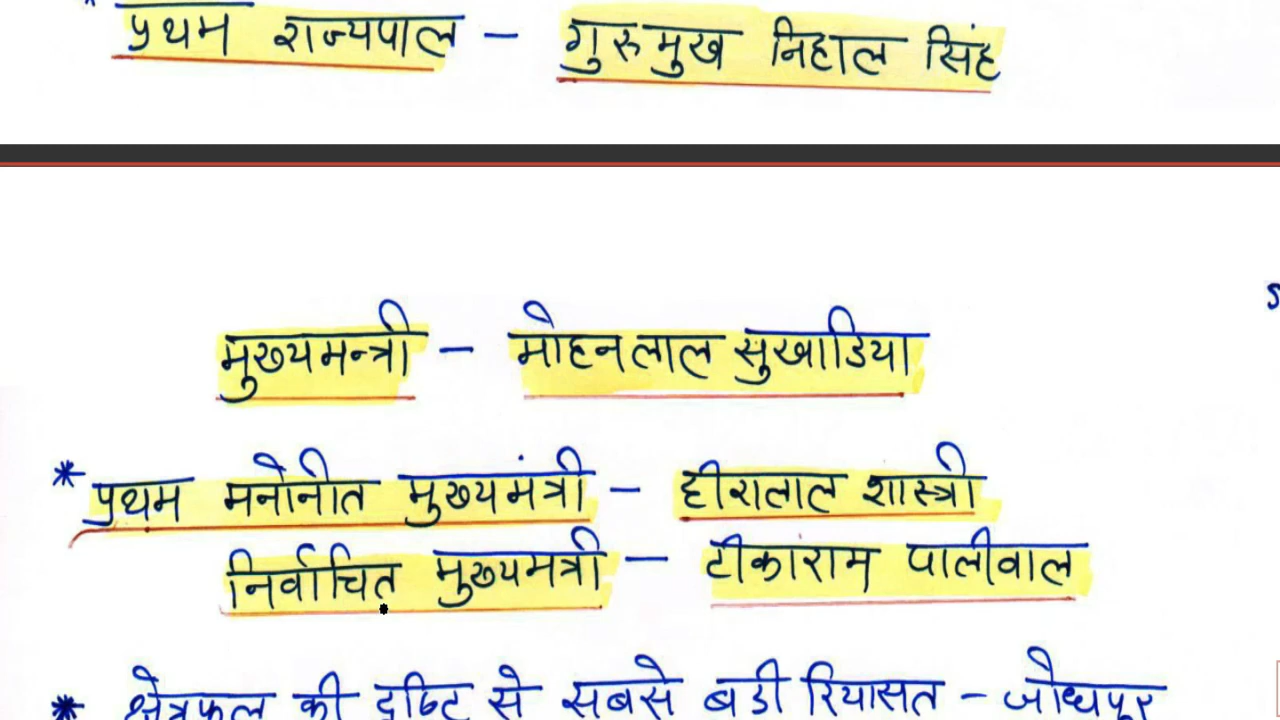 * प्रथम राज्यपाल - गुरुमुख निहाल सिंह
मुख्यमन्त्री - मोहनलाल सुखाडिया
* प्रथम मनोनीत मुख्यमंत्री - हीरालाल शास्त्री
निर्वाचित मुख्यमंत्री - टीकाराम पालीवाल
* क्षेत्रफल की दृष्टि से सबसे बडी रियासत - जोधपुर